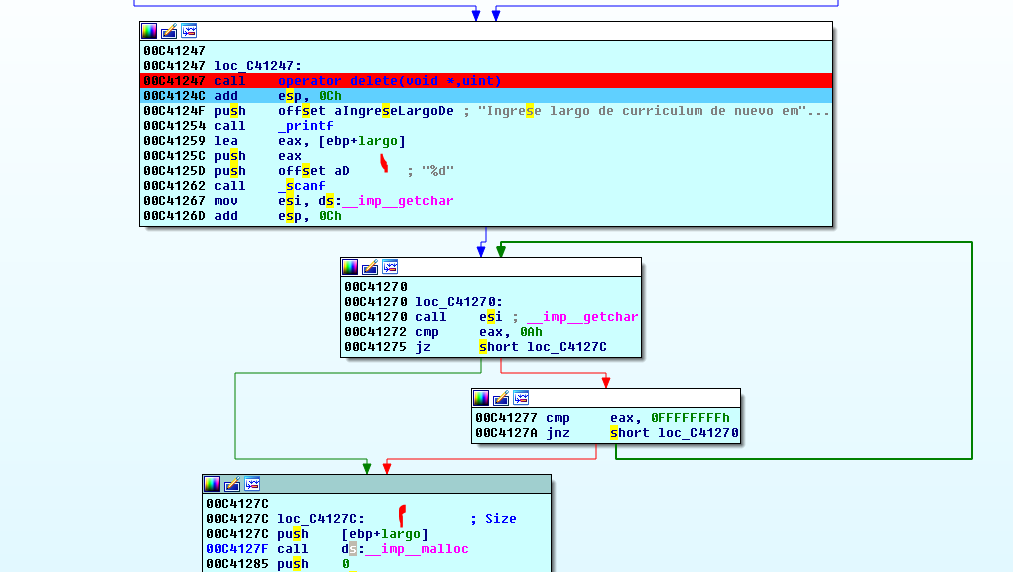 00C41247
00C41247 loc_C41247:
00C41247 call    operator delete(void *,uint)
00C4124C add     esp, 0Ch
00C4124F push    offset aIngreseLargoDe ; "Ingrese largo de curriculum de nuevo em"...
00C41254 call    _printf
00C41259 lea     eax, [ebp+largo]
00C4125C push    eax
00C4125D push    offset aD       ; "%d"
00C41262 call    _scanf
00C41267 mov     esi, ds:__imp__getchar
00C4126D add     esp, 0Ch
00C41270
00C41270 loc_C41270:
00C41270 call    esi ; __imp__getchar
00C41272 cmp     eax, 0Ah
00C41275 jz      short loc_C4127C
00C41277 cmp     eax, 0FFFFFFFFh
00C4127A jnz     short loc_C41270
00C4127C
00C4127C loc_C4127C:             ; Size
00C4127C push    [ebp+largo]
00C4127F call    ds:__imp__malloc
00C41285 push    0